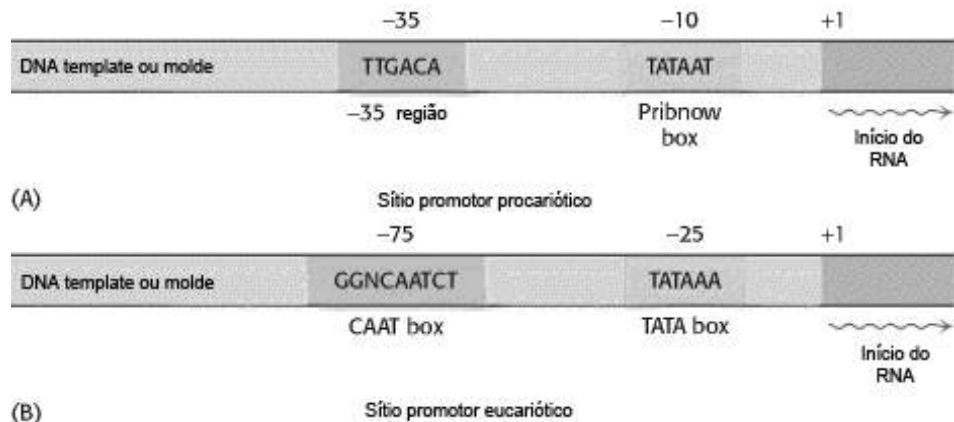 −35 −10 +1
DNA template ou molde TTGACA TATAAT
−35 região Pribnow
box
Início do
RNA
(A) Sítio promotor procariótico
−75 −25 +1
DNA template ou molde GGNCAATCT TATAAA
CAAT box TATA box
Início do
RNA
(B) Sítio promotor eucariótico